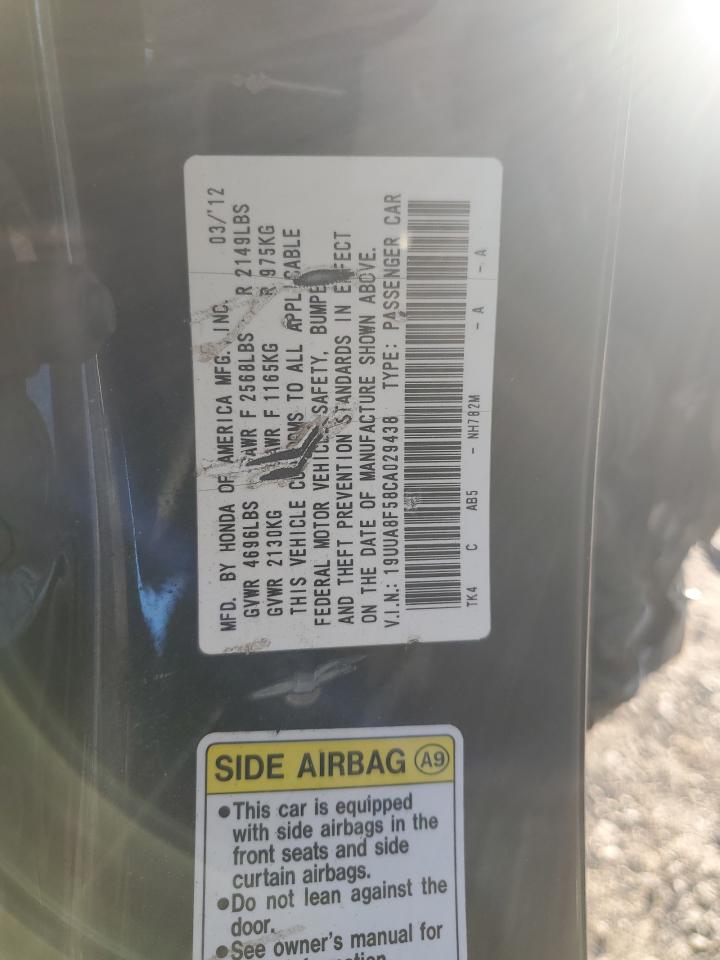 MFD. BY HONDA OF AMERICA MFG. INC. 03/'12
GVWR 4696LBS GAWR F 2568LBS R 2149LBS
GVWR 2130KG GAWR F 1165KG R 975KG
THIS VEHICLE TO ALL APPLICABLE
FEDERAL MOTOR VEHICLE SAFETY, BUMPE
AND THEFT PREVENTION STANDARDS IN EFFECT
ON THE DATE OF MANUFACTURE SHOWN ABOVE.
V.I.N.: 19UUA8F58CA029438 TYPE: PASSENGER CAR
TK4 C AB5 - NH782M - A - A
SIDE AIRBAG A9
•This car is equipped
with side airbags in the
front seats and side
curtain airbags.
•Do not lean against the
door.
•See owner's manual for